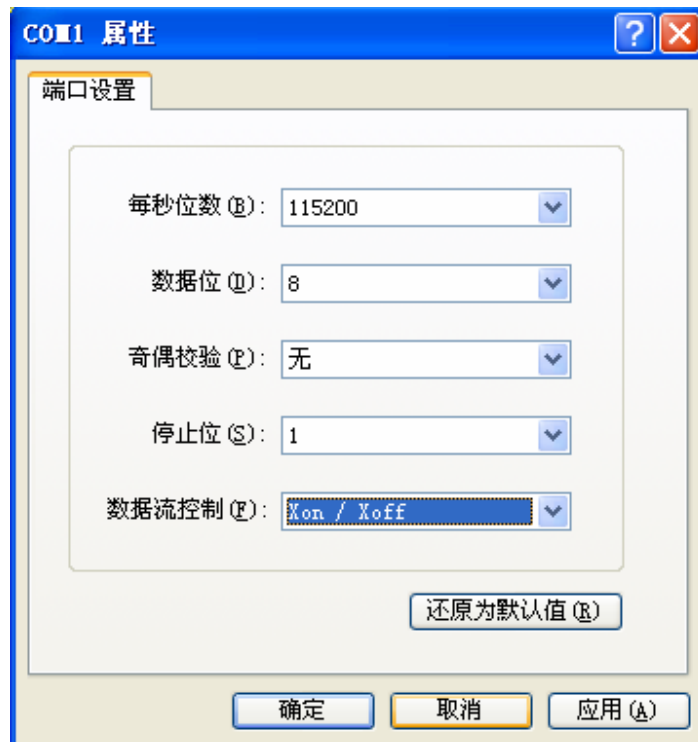 COM1 属性
端口设置
每秒位数(B): 115200
数据位(D): 8
奇偶校验(P): 无
停止位(S): 1
数据流控制(F): Xon / Xoff
还原为默认值(R)
确定 取消 应用(A)